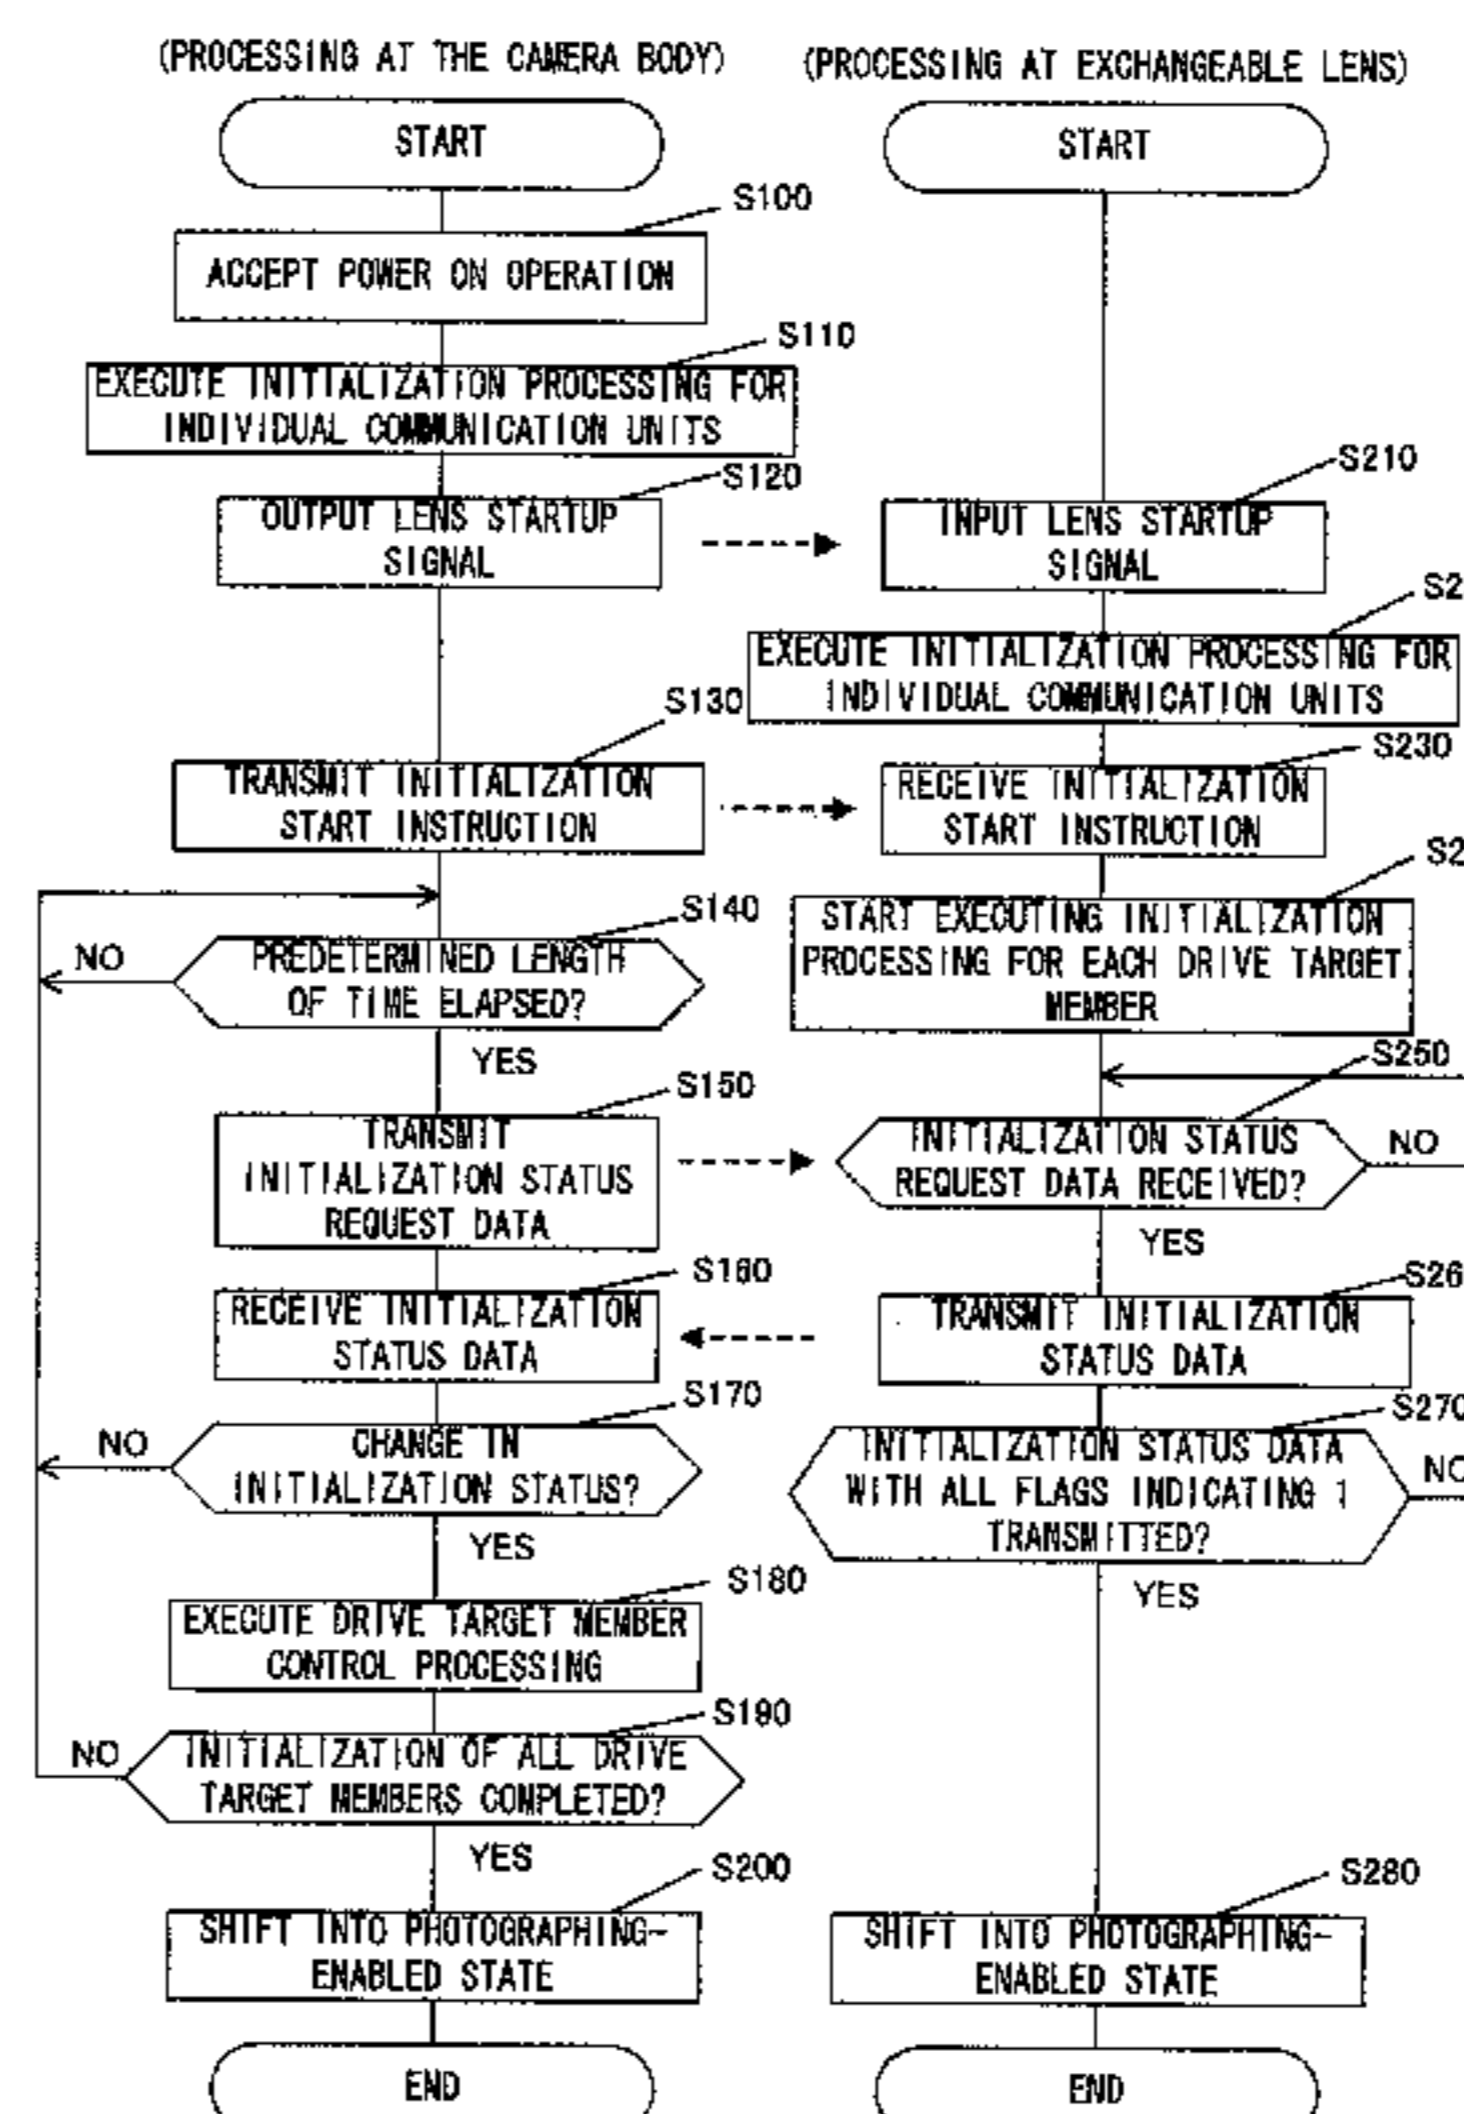 (PROCESSING AT THE CAMERA BODY)
START
S100
ACCEPT POWER ON OPERATION
S110
EXECUTE INITIALIZATION PROCESSING FOR
INDIVIDUAL COMMUNICATION UNITS
S120
OUTPUT LENS STARTUP
SIGNAL
S130
TRANSMIT INITIALIZATION
START INSTRUCTION
S140
NO
PREDETERMINED LENGTH
OF TIME ELAPSED?
YES
S150
TRANSMIT
INITIALIZATION STATUS
REQUEST DATA
S160
RECEIVE INITIALIZATION
STATUS DATA
S170
NO
CHANGE IN
INITIALIZATION STATUS?
YES
S180
EXECUTE DRIVE TARGET MEMBER
CONTROL PROCESSING
S190
NO
INITIALIZATION OF ALL DRIVE
TARGET MEMBERS COMPLETED?
YES
S200
SHIFT INTO PHOTOGRAPHING-
ENABLED STATE
END
(PROCESSING AT EXCHANGEABLE LENS)
START
S210
INPUT LENS STARTUP
SIGNAL
S2
EXECUTE INITIALIZATION PROCESSING FOR
INDIVIDUAL COMMUNICATION UNITS
S230
RECEIVE INITIALIZATION
START INSTRUCTION
S2
START EXECUTING INITIALIZATION
PROCESSING FOR EACH DRIVE TARGET
MEMBER
S250
INITIALIZATION STATUS
REQUEST DATA RECEIVED?
NO
YES
S26
TRANSMIT INITIALIZATION
STATUS DATA
S270
INITIALIZATION STATUS DATA
WITH ALL FLAGS INDICATING 1
TRANSMITTED?
NO
YES
S280
SHIFT INTO PHOTOGRAPHING-
ENABLED STATE
END